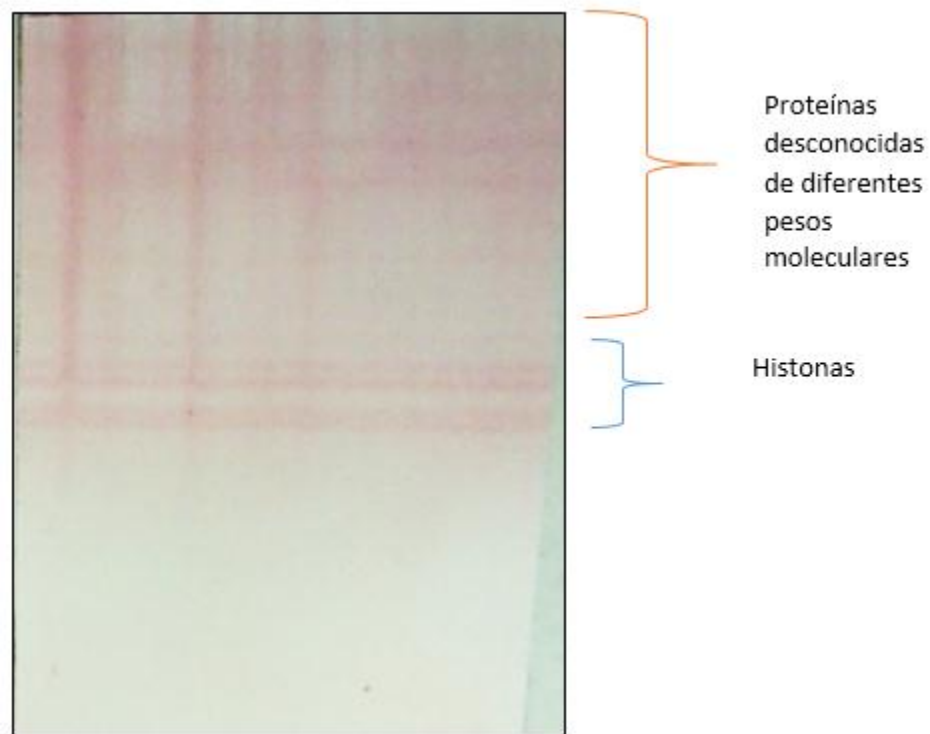 Proteínas
desconocidas
de diferentes
pesos
moleculares
Histonas